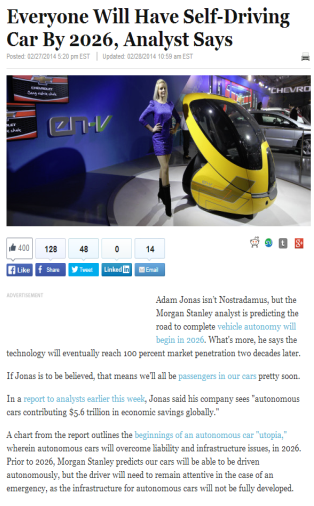 Everyone Will Have Self-Driving
Car By 2026, Analyst Says
Posted: 02/27/2014 5:20 pm EST | Updated: 02/28/2014 10:59 am EST
CHEVROLET
en-v
CHEVRO
400
128
48
0
14
Like
Share
Tweet
Linked in
Email
ADVERTISEMENT
Adam Jonas isn't Nostradamus, but the
Morgan Stanley analyst is predicting the
road to complete vehicle autonomy will
begin in 2026. What's more, he says the
technology will eventually reach 100 percent market penetration two decades later.
If Jonas is to be believed, that means we'll all be passengers in our cars pretty soon.
In a report to analysts earlier this week, Jonas said his company sees "autonomous
cars contributing $5.6 trillion in economic savings globally."
A chart from the report outlines the beginnings of an autonomous car "utopia,"
wherein autonomous cars will overcome liability and infrastructure issues, in 2026.
Prior to 2026, Morgan Stanley predicts our cars will be able to be driven
autonomously, but the driver will need to remain attentive in the case of an
emergency, as the infrastructure for autonomous cars will not be fully developed.